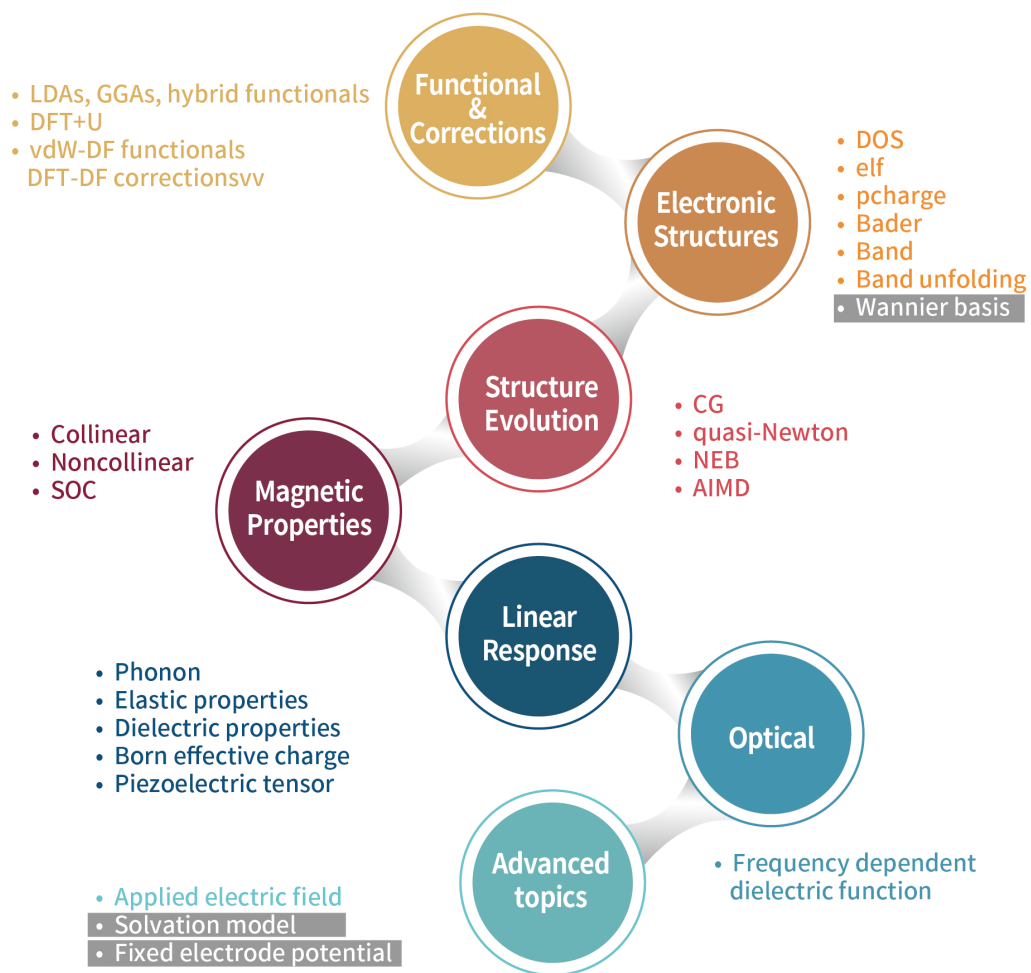 Functional
&
Corrections
• LDAs, GGAs, hybrid functionals
• DFT+U
• vdW-DF functionals
DFT-DF correctionsvv
Electronic
Structures
• DOS
• elf
• pcharge
• Bader
• Band
• Band unfolding
• Wannier basis
Structure
Evolution
• CG
• quasi-Newton
• NEB
• AIMD
• Collinear
• Noncollinear
• SOC
Magnetic
Properties
Linear
Response
• Phonon
• Elastic properties
• Dielectric properties
• Born effective charge
• Piezoelectric tensor
Optical
• Frequency dependent
dielectric function
Advanced
topics
• Applied electric field
• Solvation model
• Fixed electrode potential